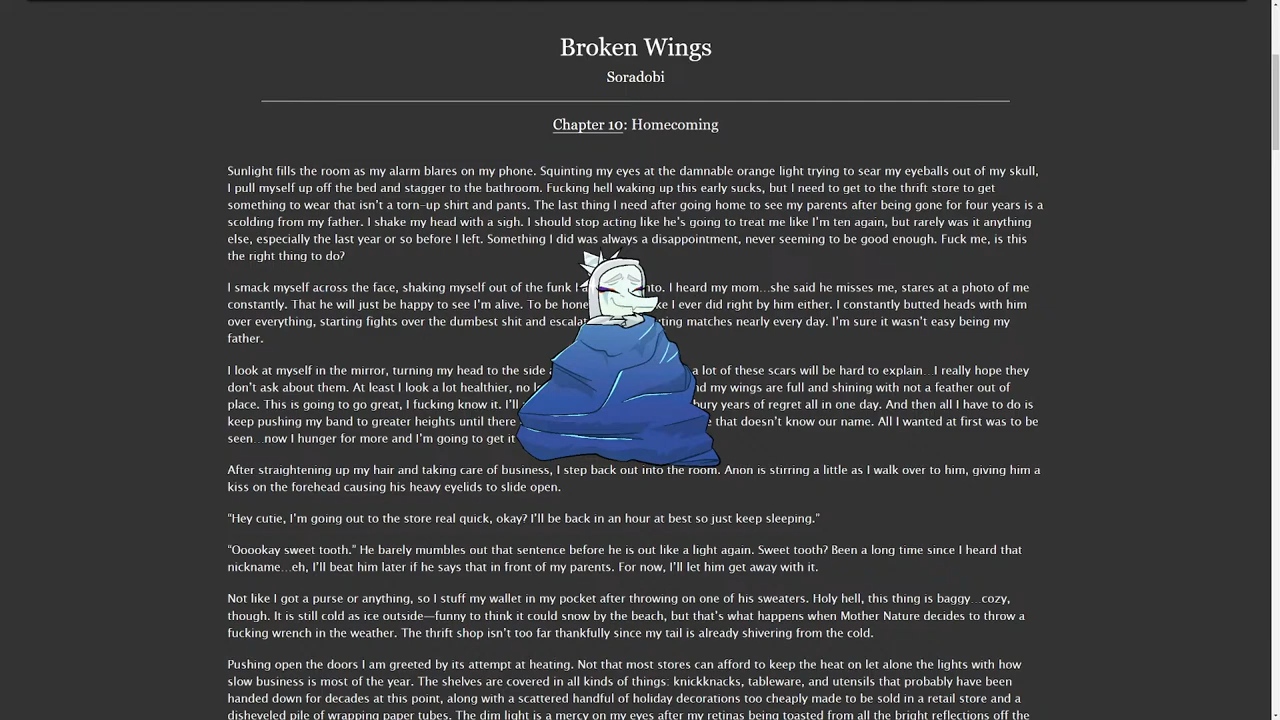 Broken Wings
Soradobi
Chapter 10: Homecoming
Sunlight fills the room as my alarm blares on my phone. Squinting my eyes at the damnable orange light trying to sear my eyeballs out of my skull,
I pull myself up off the bed and stagger to the bathroom. Fucking hell waking up this early sucks, but I need to get to the thrift store to get
something to wear that isn’t a torn-up shirt and pants. The last thing I need after going home to see my parents after being gone for four years is a
scolding from my father. I shake my head with a sigh. I should stop acting like he’s going to treat me like I’m ten again, but rarely was it anything
else, especially the last year or so before I left. Something I did was always a disappointment, never seeming to be good enough. Fuck me, is this
the right thing to do?
I smack myself across the face, shaking myself out of the funk I nto. I heard my mom…she said he misses me, stares at a photo of me
constantly. That he will just be happy to see I’m alive. To be hon ke I ever did right by him either. I constantly butted heads with him
over everything, starting fights over the dumbest shit and escalat uting matches nearly every day. I’m sure it wasn’t easy being my
father.
I look at myself in the mirror, turning my head to the side a lot of these scars will be hard to explain…I really hope they
don’t ask about them. At least I look a lot healthier, no nd my wings are full and shining with not a feather out of
place. This is going to go great, I fucking know it. I’ll bury years of regret all in one day. And then all I have to do is
keep pushing my band to greater heights until there that doesn’t know our name. All I wanted at first was to be
seen…now I hunger for more and I’m going to get it
After straightening up my hair and taking care of business, I step back out into the room. Anon is stirring a little as I walk over to him, giving him a
kiss on the forehead causing his heavy eyelids to slide open.
“Hey cutie, I’m going out to the store real quick, okay? I’ll be back in an hour at best so just keep sleeping.”
“Ooookay sweet tooth.” He barely mumbles out that sentence before he is out like a light again. Sweet tooth? Been a long time since I heard that
nickname…eh, I’ll beat him later if he says that in front of my parents. For now, I’ll let him get away with it.
Not like I got a purse or anything, so I stuff my wallet in my pocket after throwing on one of his sweaters. Holy hell, this thing is baggy…cozy,
though. It is still cold as ice outside—funny to think it could snow by the beach, but that’s what happens when Mother Nature decides to throw a
fucking wrench in the weather. The thrift shop isn’t too far thankfully since my tail is already shivering from the cold.
Pushing open the doors I am greeted by its attempt at heating. Not that most stores can afford to keep the heat on let alone the lights with how
slow business is most of the year. The shelves are covered in all kinds of things: knickknacks, tableware, and utensils that probably have been
handed down for decades at this point, along with a scattered handful of holiday decorations too cheaply made to be sold in a retail store and a
disheveled pile of wrapping paper tubes. The dim light is a mercy on my eyes after my retinas being toasted from all the bright reflections off the